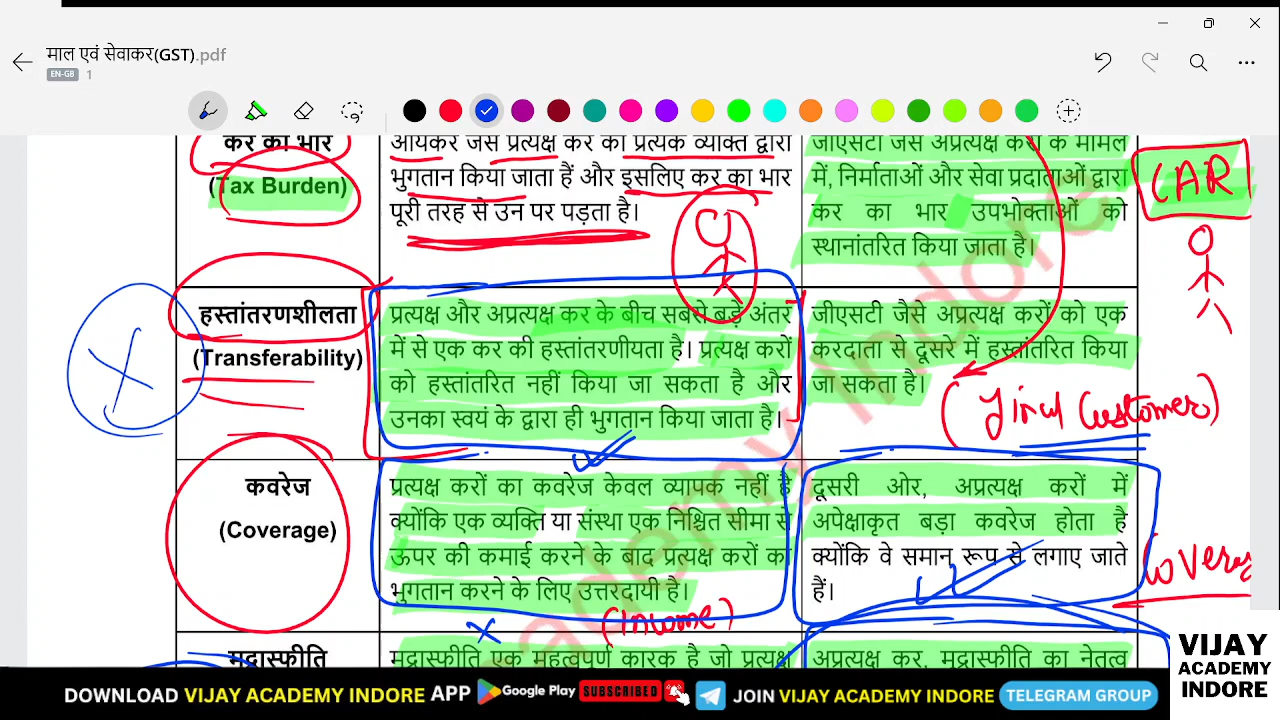 माल एवं सेवाकर(GST).pdf
EN-GB 1
कर का भार
(Tax Burden)
आयकर जैसे प्रत्यक्ष कर का प्रत्येक व्यक्ति द्वारा
भुगतान किया जाता हैं और इसलिए कर का भार
पूरी तरह से उन पर पड़ता है।
जीएसटी जैसे अप्रत्यक्ष करों के मामले
में, निर्माताओं और सेवा प्रदाताओं द्वारा
कर का भार उपभोक्ताओं को
स्थानांतरित किया जाता है।
CAR
हस्तांतरणशीलता
(Transferability)
प्रत्यक्ष और अप्रत्यक्ष कर के बीच सबसे बड़े अंतर
में से एक कर की हस्तांतरणीयता है। प्रत्यक्ष करों
को हस्तांतरित नहीं किया जा सकता है और
उनका स्वयं के द्वारा ही भुगतान किया जाता है।
जीएसटी जैसे अप्रत्यक्ष करों को एक
करदाता से दूसरे में हस्तांतरित किया
जा सकता है।
(final Customer)
कवरेज
(Coverage)
प्रत्यक्ष करों का कवरेज केवल व्यापक नहीं है
क्योंकि एक व्यक्ति या संस्था एक निश्चित सीमा से
ऊपर की कमाई करने के बाद प्रत्यक्ष करों का
भुगतान करने के लिए उत्तरदायी है।
(Income)
दूसरी ओर, अप्रत्यक्ष करों में
अपेक्षाकृत बड़ा कवरेज होता है
क्योंकि वे समान रूप से लगाए जाते
हैं।
मुद्रास्फीति
मुद्रास्फीति एक महत्वपूर्ण कारक है जो प्रत्यक्ष
अप्रत्यक्ष कर, मुद्रास्फीति का नेतृत्व
ademy Indore
ademy
VIJAY
ACADEMY
INDORE
DOWNLOAD VIJAY ACADEMY INDORE APP Google Play SUBSCRIBED JOIN VIJAY ACADEMY INDORE TELEGRAM GROUP